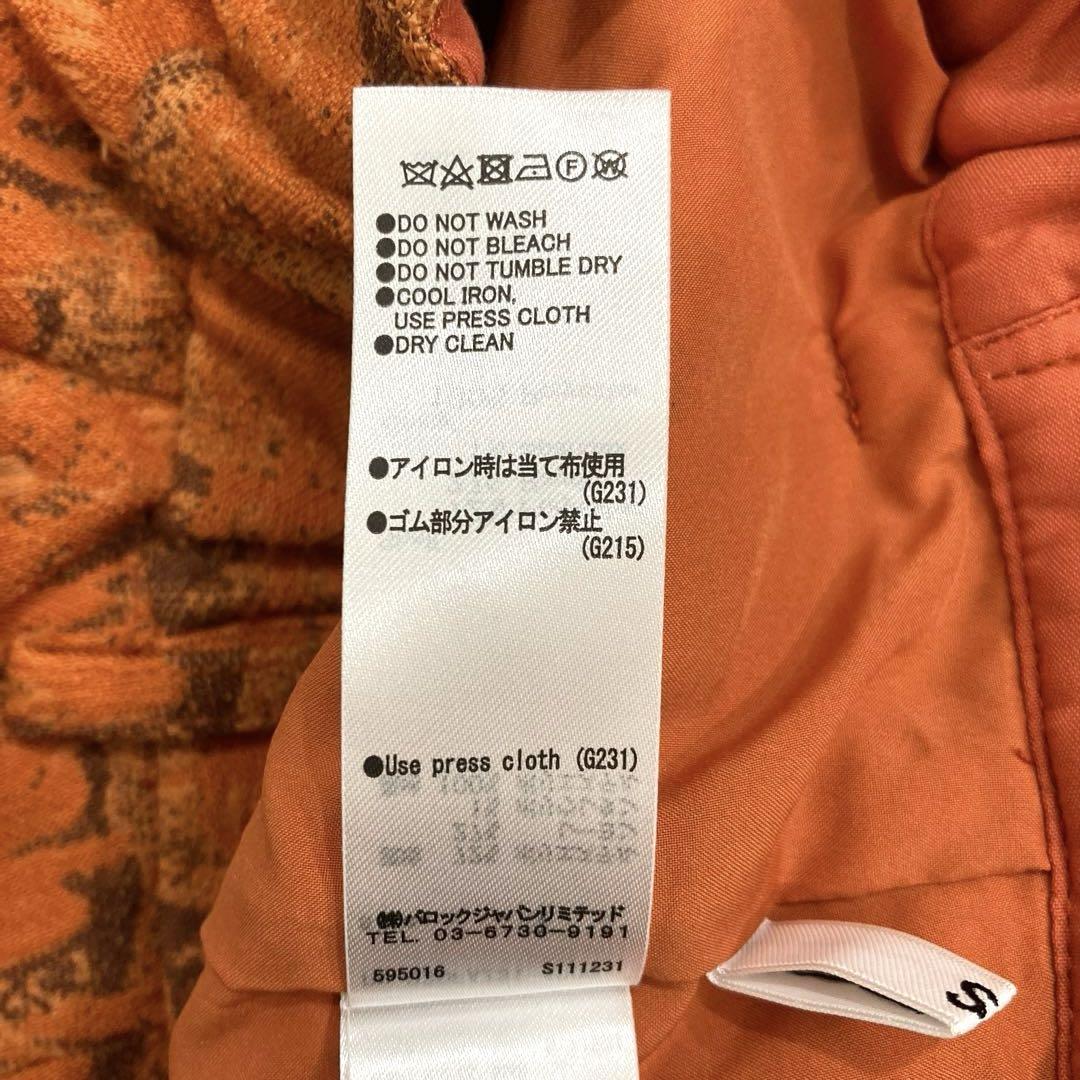 F W
●DO NOT WASH
●DO NOT BLEACH
●DO NOT TUMBLE DRY
●COOL IRON,
USE PRESS CLOTH
●DRY CLEAN
●アイロン時は当て布使用
(G231)
●ゴム部分アイロン禁止
(G215)
●Use press cloth (G231)
㈱バロックジャパンリミテッド
TEL. 03-6730-9191
595016 S111231
S